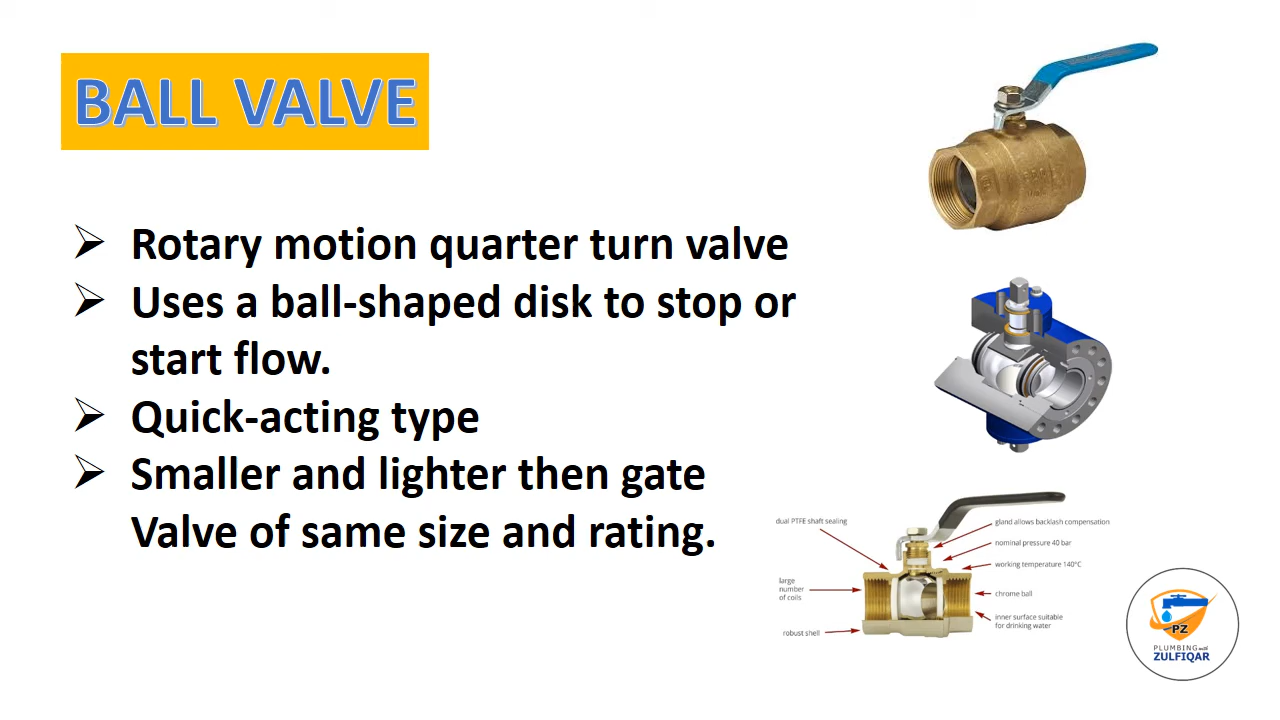 BALL VALVE
➢ Rotary motion quarter turn valve
➢ Uses a ball-shaped disk to stop or
start flow.
➢ Quick-acting type
➢ Smaller and lighter then gate
Valve of same size and rating.
dual PTFE shaft sealing
large
number
of coils
robust shell
gland allows backlash compensation
nominal pressure 40 bar
working temperature 140°C
chrome ball
inner surface suitable
for drinking water
PZ
PLUMBING with
ZULFIQAR